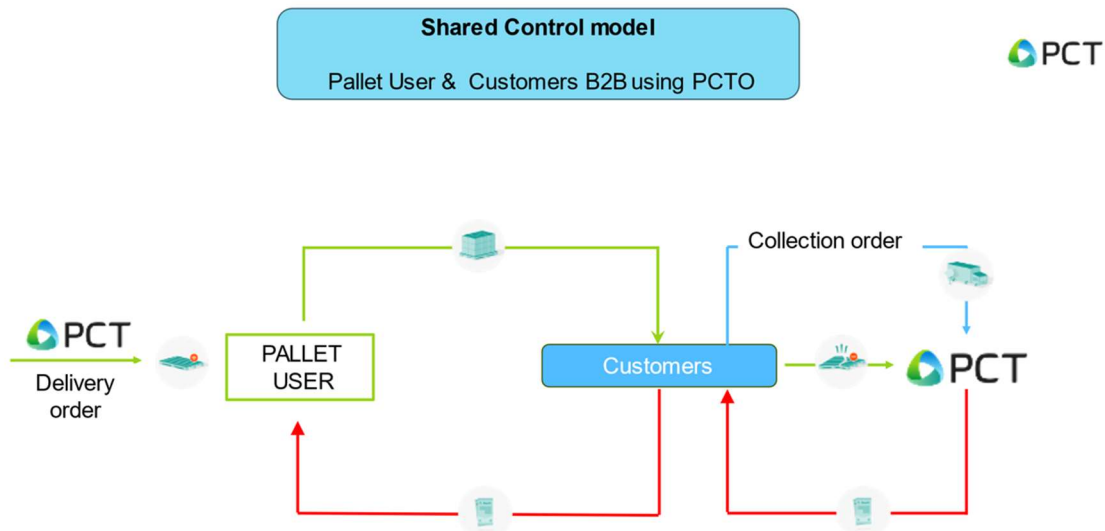 Shared Control model
Pallet User & Customers B2B using PCTO
PCT
Collection order
PCT
Delivery
order
PALLET
USER
Customers
PCT